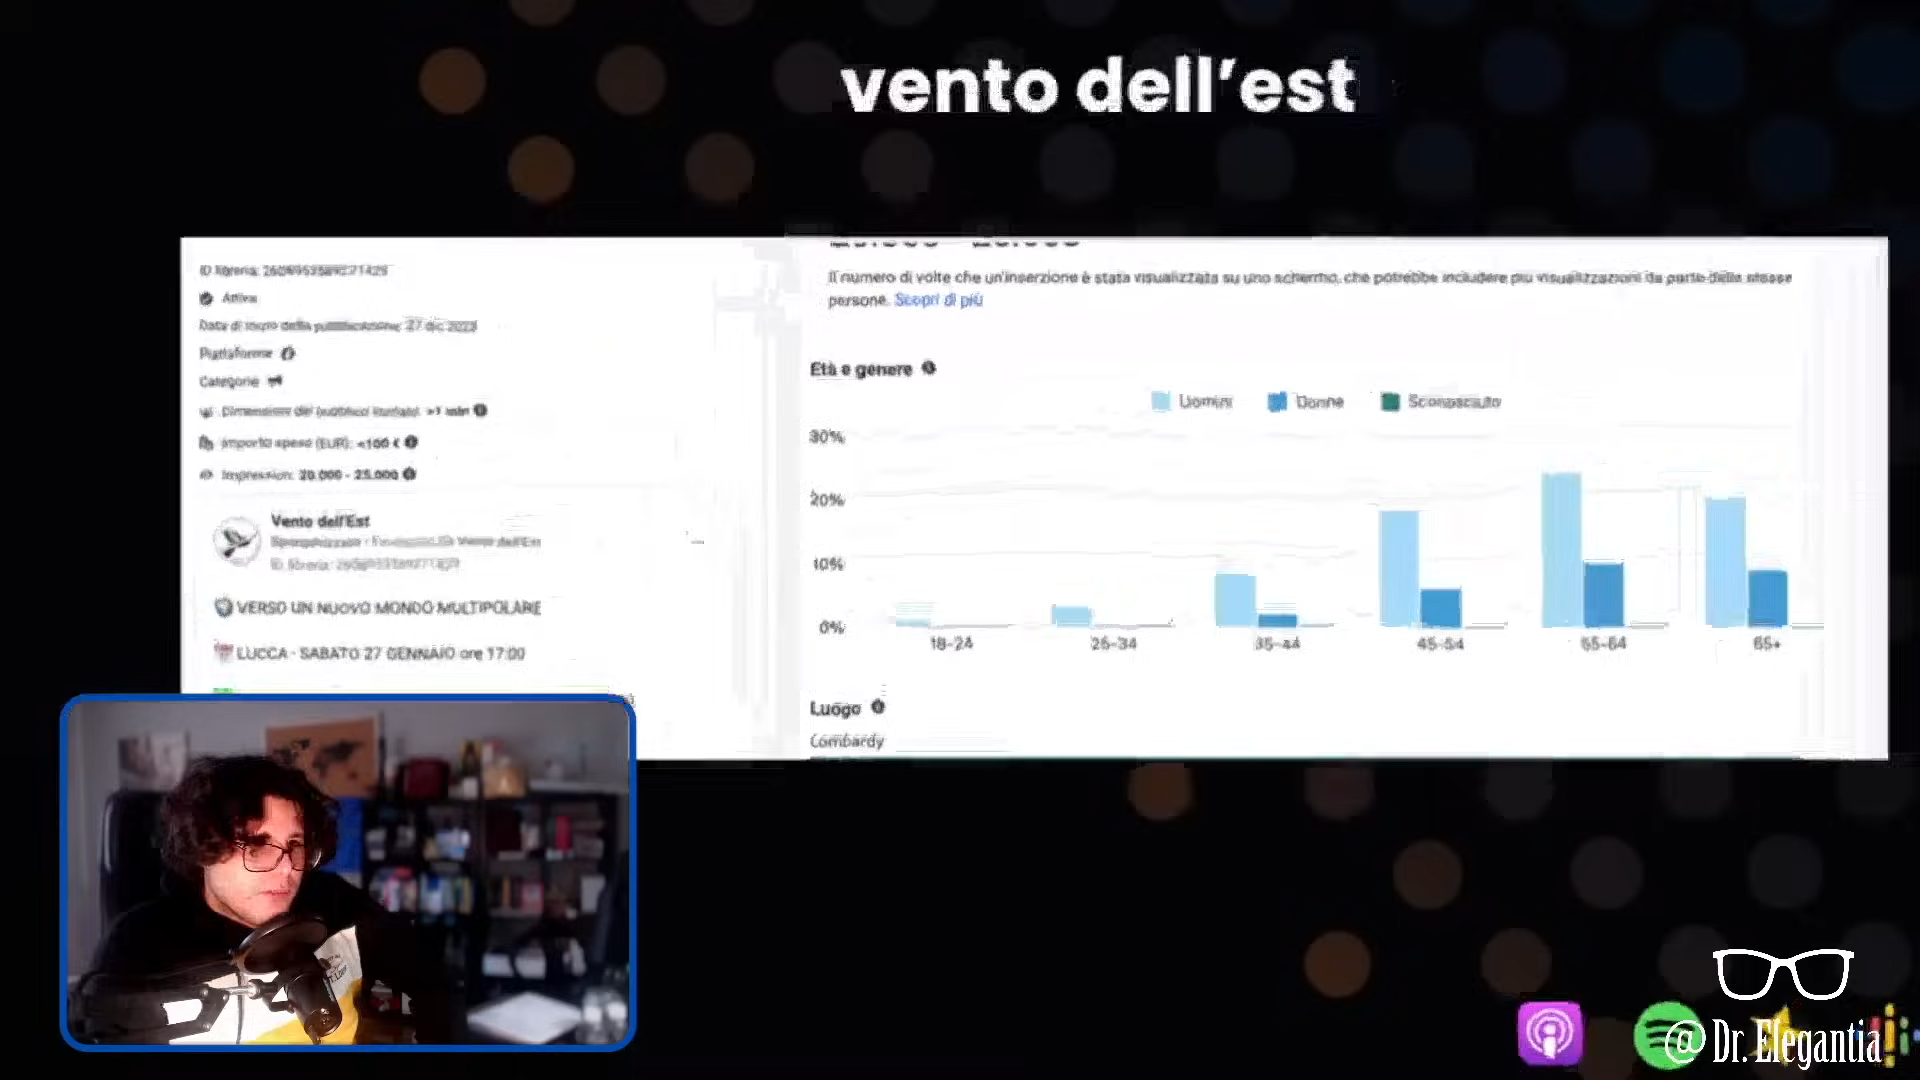 vento dell'est
Attiva
Data di inizio della pubblicazione: 27 dic 2023
Piattaforme
Categorie
Importo speso (EUR): <100 €
Impression: 20.000 - 25.000
Vento dell'Est
VERSO UN NUOVO MONDO MULTIPOLARE
LUCCA - SABATO 27 GENNAIO ore 17:00
Il numero di volte che un'inserzione è stata visualizzata su uno schermo, che potrebbe includere più visualizzazioni da parte delle stesse
persone. Scopri di più
Età e genere
Uomini Donne Sconosciuto
30%
20%
10%
0%
18-24 25-34 35-44 45-54 55-64 65+
Luogo
Lombardy
@ Dr. Elegantia